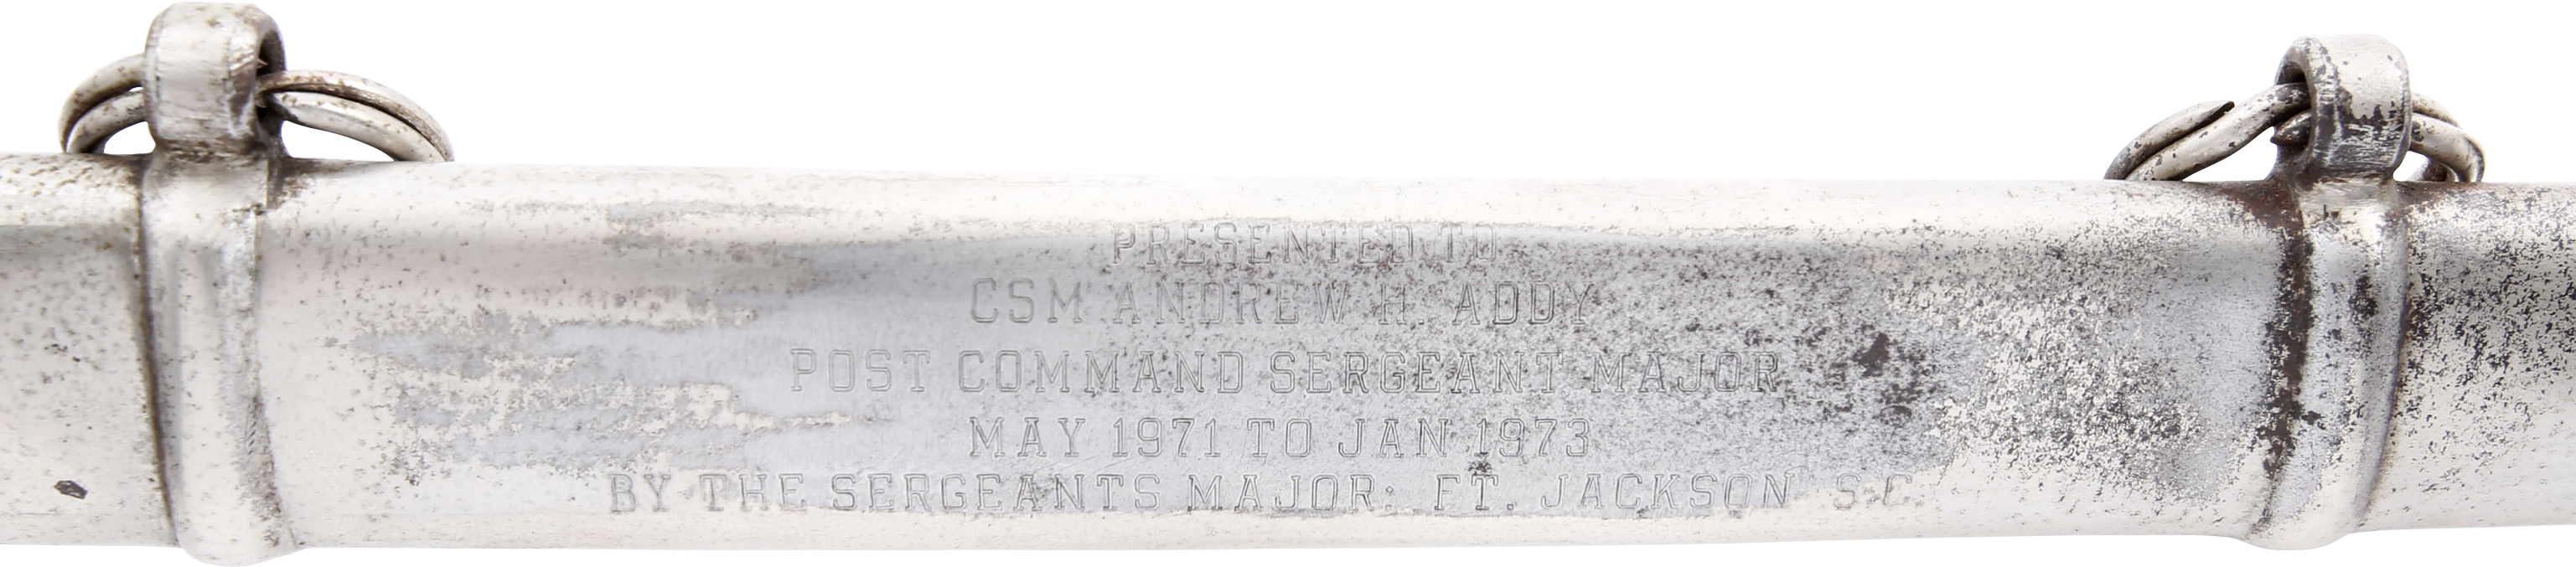 PRESENTED TO
CSM ANDREW H. ADDY
POST COMMAND SERGEANT MAJOR
MAY 1971 TO JAN 1973
BY THE SERGEANTS MAJOR: FT. JACKSON S.C.